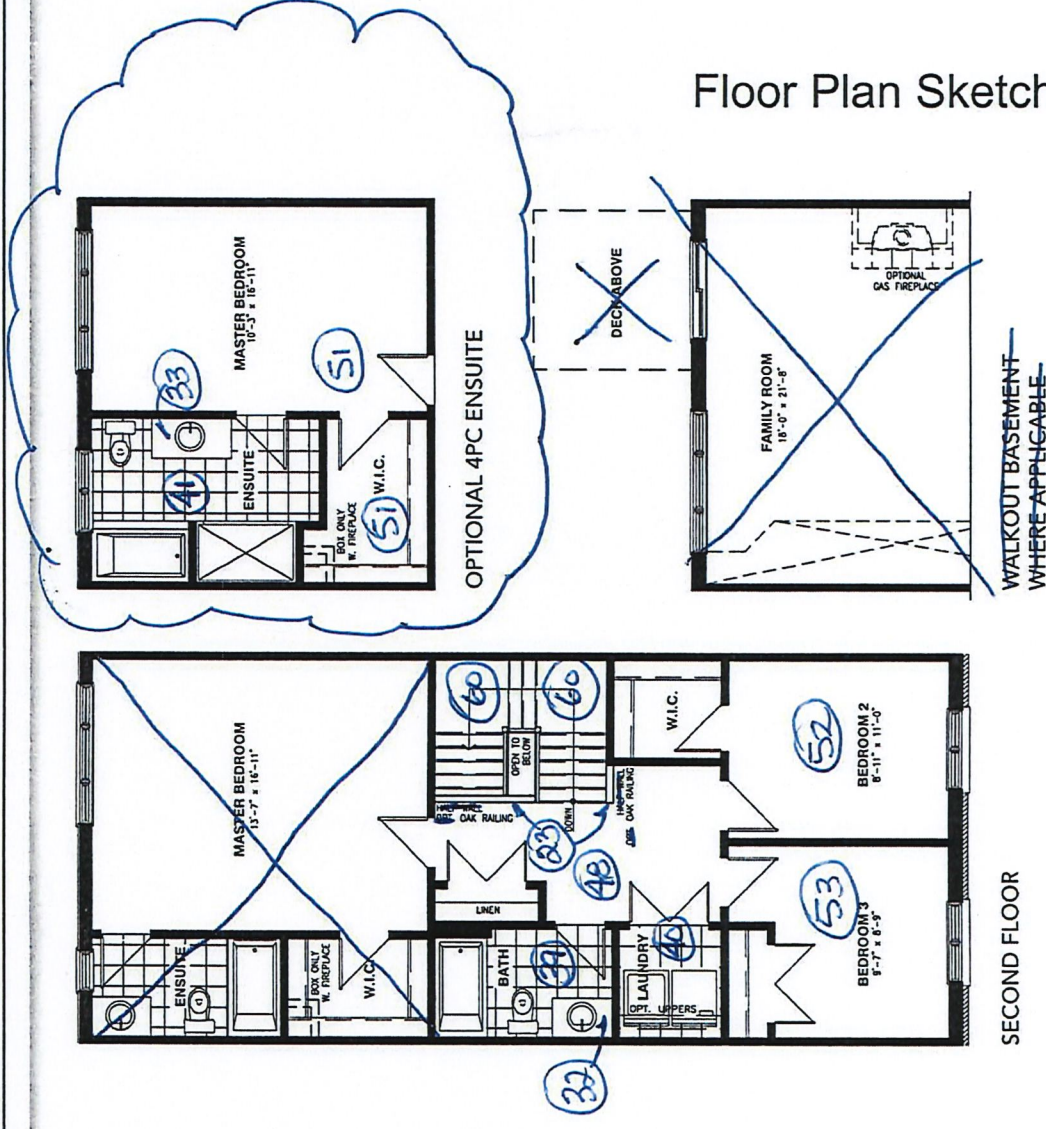 Floor Plan Sketch
MASTER BEDROOM
10'-3" x 16'-11"
33
51
41
ENSUITE
W.I.C.
BOX ONLY
W. FIREPLACE
51
OPTIONAL 4PC ENSUITE
DECK ABOVE
OPTIONAL
GAS FIREPLACE
FAMILY ROOM
18'-0" x 21'-8"
WALKOUT BASEMENT
WHERE APPLICABLE
MASTER BEDROOM
13'-7" x 16'-11"
ENSUITE
BOX ONLY
W. FIREPLACE
W.I.C.
60
60
OPEN TO
BELOW
HALF WALL
OPT. OAK RAILING
DOWN
HALF WALL
OPT. OAK RAILING
23
48
LINEN
BATH
39
32
LAUNDRY
40
OPT. UPPERS
W.I.C.
52
BEDROOM 2
8'-11" x 11'-0"
53
BEDROOM 3
9'-7" x 8'-9"
SECOND FLOOR